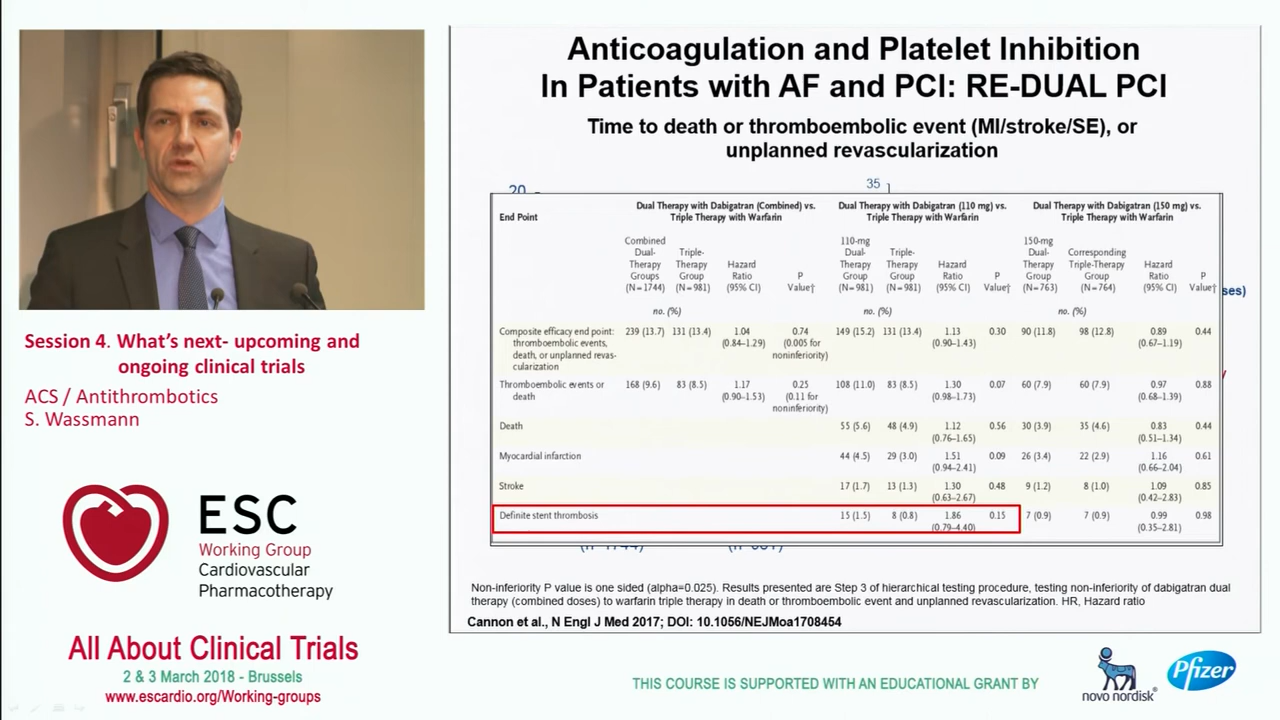 Anticoagulation and Platelet Inhibition
In Patients with AF and PCI: RE-DUAL PCI
Time to death or thromboembolic event (MI/stroke/SE), or
unplanned revascularization
20
35
End Point
Dual Therapy with Dabigatran (Combined) vs.
Triple Therapy with Warfarin
Dual Therapy with Dabigatran (110 mg) vs.
Triple Therapy with Warfarin
Dual Therapy with Dabigatran (150 mg) vs.
Triple Therapy with Warfarin
Combined
Dual-
Therapy
Groups
(N=1744)
Triple-
Therapy
Group
(N=981)
Hazard
Ratio
(95% CI)
P
Value†
110-mg
Dual-
Therapy
Group
(N=981)
Triple-
Therapy
Group
(N=981)
Hazard
Ratio
(95% CI)
P
Value†
150-mg
Dual-
Therapy
Group
(N=763)
Corresponding
Triple-Therapy
Group
(N=764)
Hazard
Ratio
(95% CI)
P
Value†
ses)
no. (%)
no. (%)
no. (%)
Composite efficacy end point:
thromboembolic events,
death, or unplanned revas-
cularization
239 (13.7) 131 (13.4) 1.04
(0.84–1.29)
0.74
(0.005 for
noninferiority)
149 (15.2) 131 (13.4) 1.13
(0.90–1.43)
0.30
90 (11.8) 98 (12.8) 0.89
(0.67–1.19)
0.44
Thromboembolic events or
death
168 (9.6) 83 (8.5) 1.17
(0.90–1.53)
0.25
(0.11 for
noninferiority)
108 (11.0) 83 (8.5) 1.30
(0.98–1.73)
0.07
60 (7.9) 60 (7.9) 0.97
(0.68–1.39)
0.88
Death
55 (5.6) 48 (4.9) 1.12
(0.76–1.65)
0.56
30 (3.9) 35 (4.6) 0.83
(0.51–1.34)
0.44
Myocardial infarction
44 (4.5) 29 (3.0) 1.51
(0.94–2.41)
0.09
26 (3.4) 22 (2.9) 1.16
(0.66–2.04)
0.61
Stroke
17 (1.7) 13 (1.3) 1.30
(0.63–2.67)
0.48
9 (1.2) 8 (1.0) 1.09
(0.42–2.83)
0.85
Definite stent thrombosis
15 (1.5) 8 (0.8) 1.86
(0.79–4.40)
0.15
7 (0.9) 7 (0.9) 0.99
(0.35–2.81)
0.98
Non-inferiority P value is one sided (alpha=0.025). Results presented are Step 3 of hierarchical testing procedure, testing non-inferiority of dabigatran dual
therapy (combined doses) to warfarin triple therapy in death or thromboembolic event and unplanned revascularization. HR, Hazard ratio
Cannon et al., N Engl J Med 2017; DOI: 10.1056/NEJMoa1708454
Session 4. What's next- upcoming and
ongoing clinical trials
ACS / Antithrombotics
S. Wassmann
ESC
Working Group
Cardiovascular
Pharmacotherapy
All About Clinical Trials
2 & 3 March 2018 - Brussels
www.escardio.org/Working-groups
THIS COURSE IS SUPPORTED WITH AN EDUCATIONAL GRANT BY
novo nordisk®
Pfizer